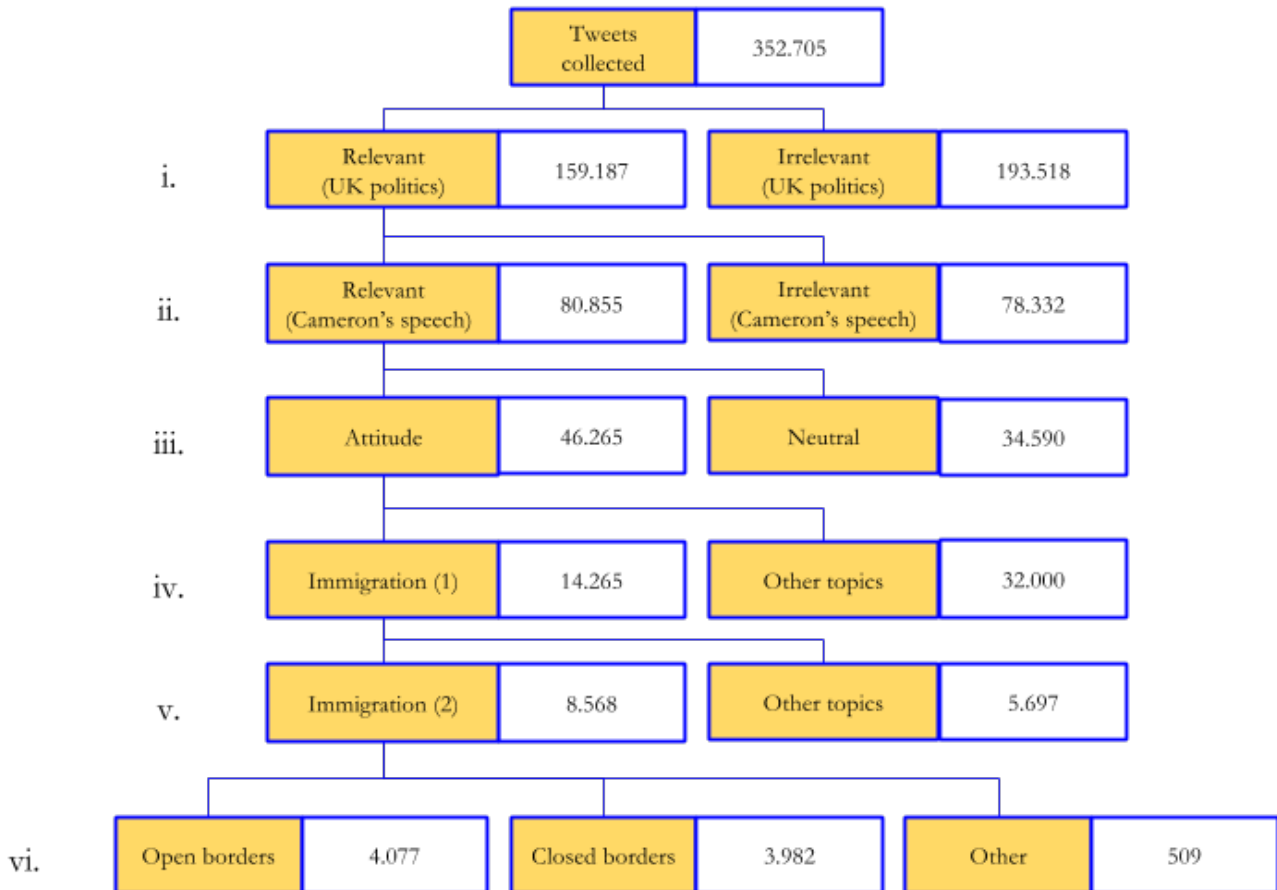 Tweets
collected
352.705
i.
Relevant
(UK politics)
159.187
Irrelevant
(UK politics)
193.518
ii.
Relevant
(Cameron's speech)
80.855
Irrelevant
(Cameron's speech)
78.332
iii.
Attitude
46.265
Neutral
34.590
iv.
Immigration (1)
14.265
Other topics
32.000
v.
Immigration (2)
8.568
Other topics
5.697
vi.
Open borders
4.077
Closed borders
3.982
Other
509